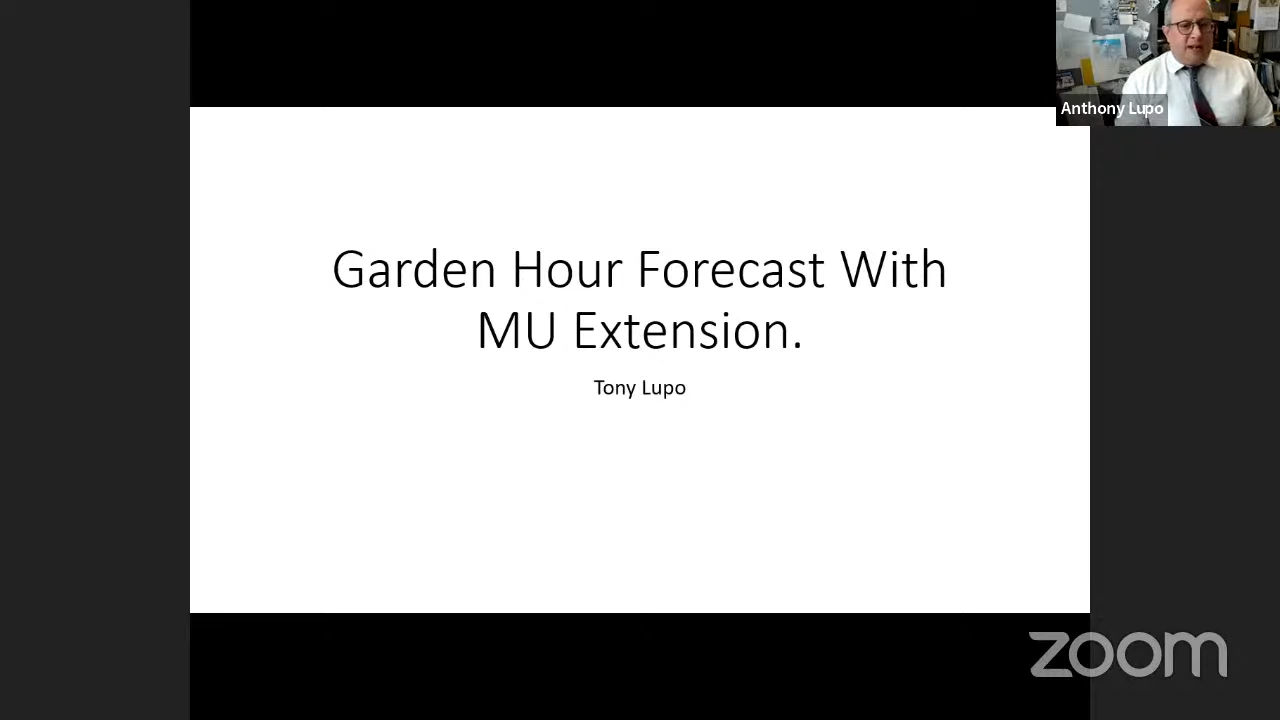 Anthony Lupo
Garden Hour Forecast With
MU Extension.
Tony Lupo
zoom